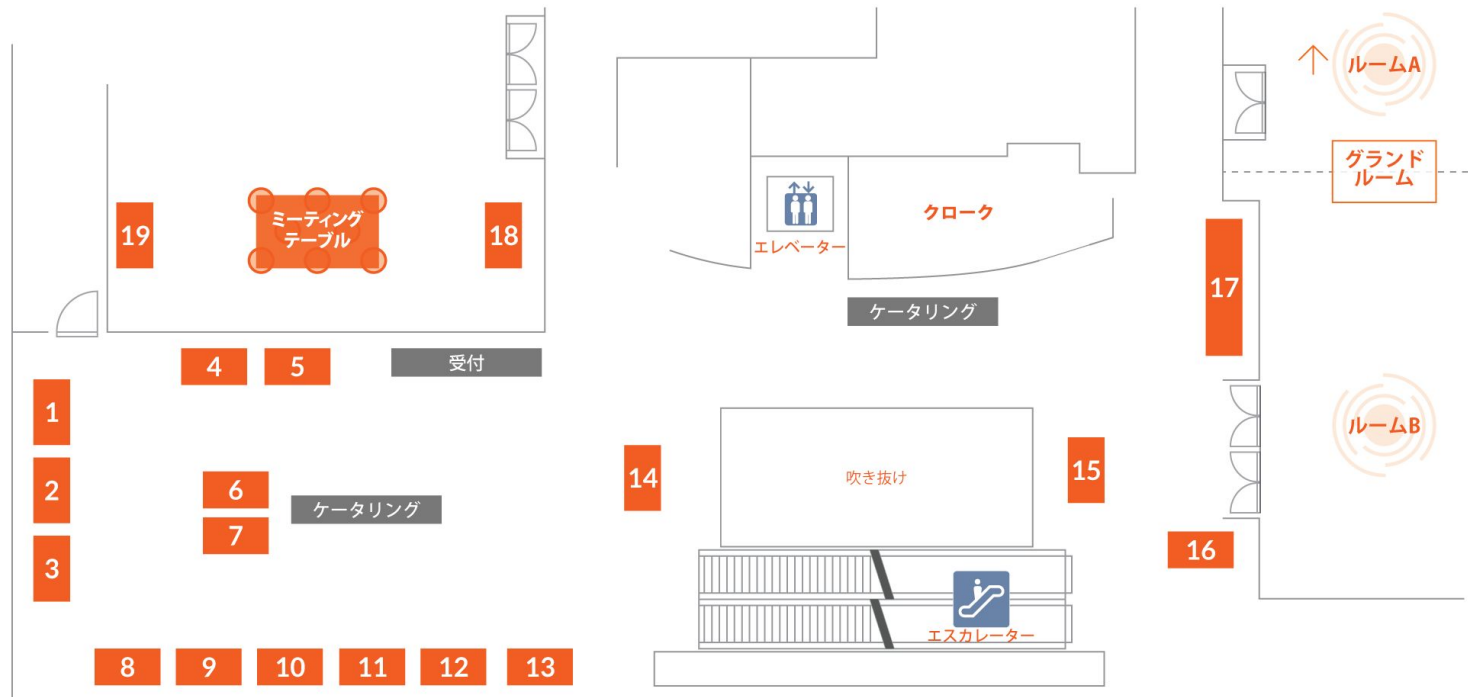 ルームA
グランド
ルーム
ミーティング
テーブル
19
18
エレベーター
クローク
17
ケータリング
4
5
受付
1
2
3
6
7
ケータリング
14
吹き抜け
15
ルームB
16
エスカレーター
8
9
10
11
12
13